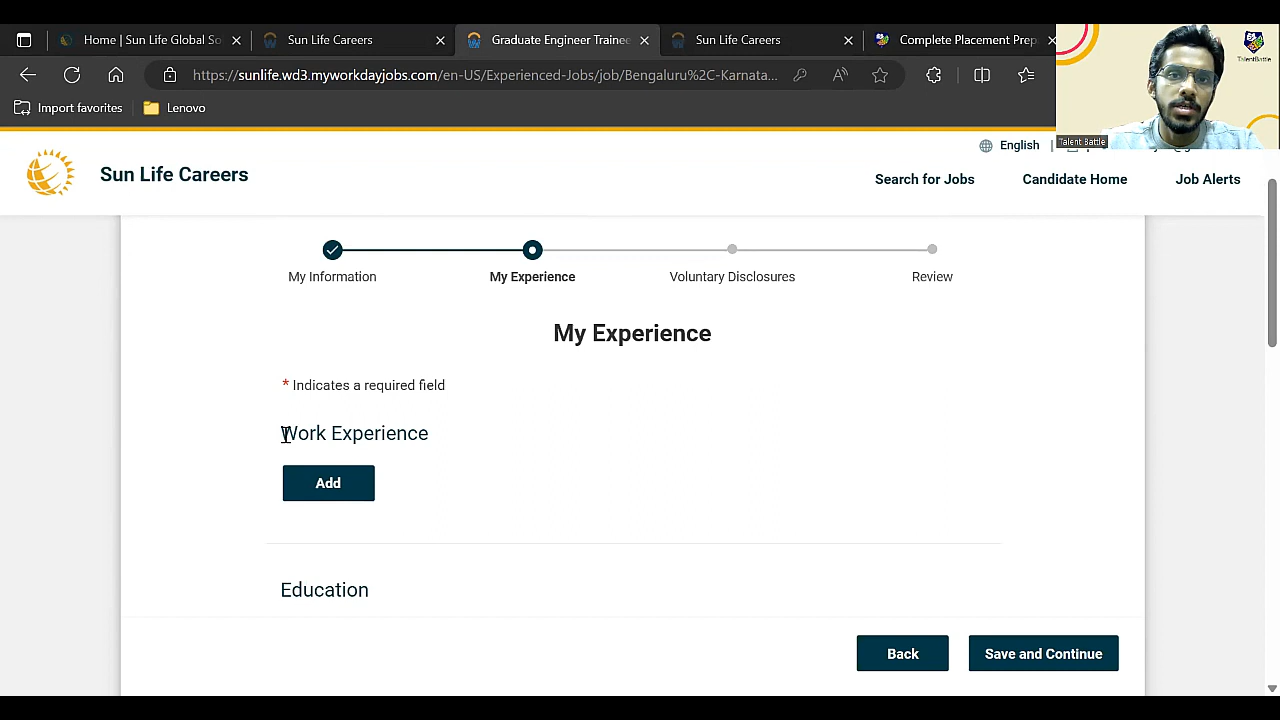 Home | Sun Life Global So
Sun Life Careers
Graduate Engineer Trainee
Sun Life Careers
Complete Placement Prep
https://sunlife.wd3.myworkdayjobs.com/en-US/Experienced-Jobs/job/Bengaluru%2C-Karnata...
Import favorites
Lenovo
TalentBattle
Talent Battle
English
Sun Life Careers
Search for Jobs
Candidate Home
Job Alerts
My Information
My Experience
Voluntary Disclosures
Review
My Experience
* Indicates a required field
Work Experience
Add
Education
Back
Save and Continue